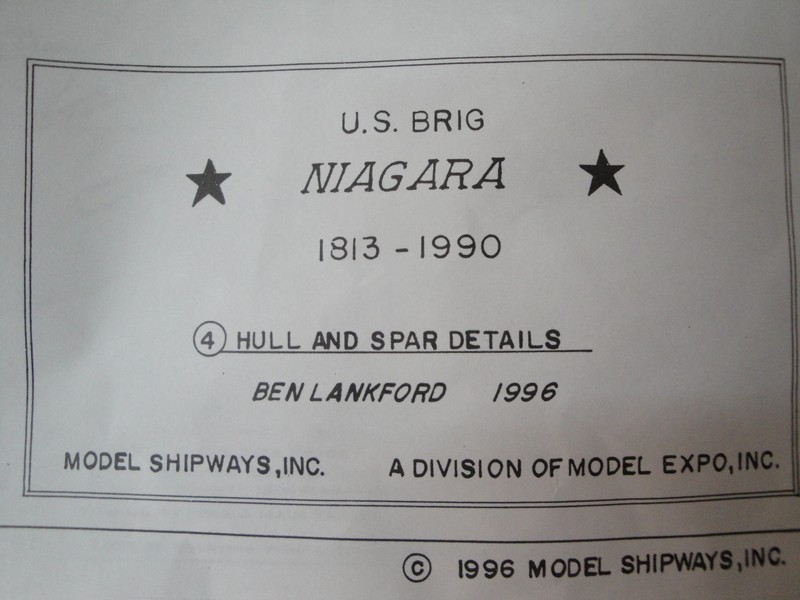 U.S. BRIG
NIAGARA
1813 - 1990
4 HULL AND SPAR DETAILS
BEN LANKFORD 1996
MODEL SHIPWAYS, INC. A DIVISION OF MODEL EXPO, INC.
© 1996 MODEL SHIPWAYS, INC.